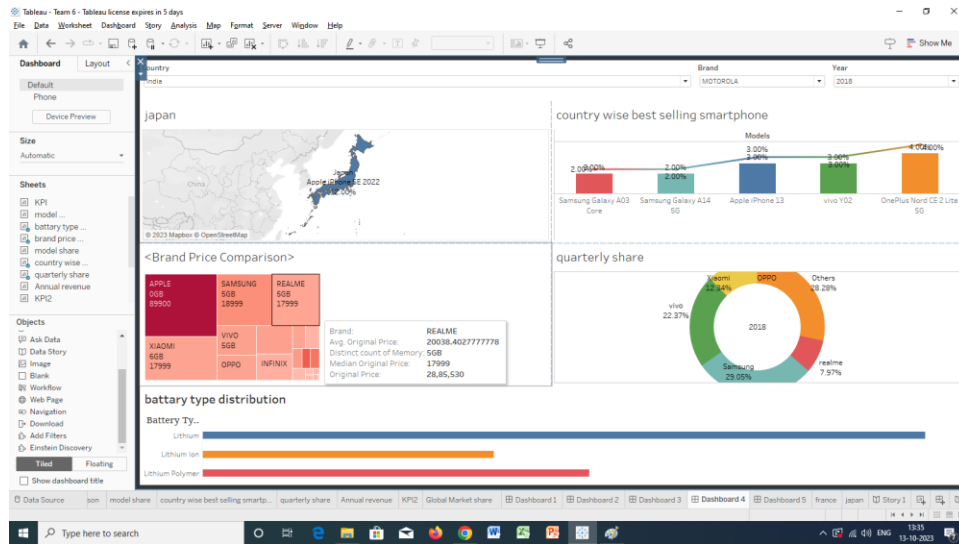 Tableau - Team 6 - Tableau license expires in 5 days
File Data Worksheet Dashboard Story Analysis Map Format Server Window Help
Show Me
Dashboard Layout
Default
Phone
Device Preview
Size
Automatic
Sheets
KPI
model ...
battary type ...
brand price ...
model share
country wise ...
quarterly share
Annual revenue
KPI2
Objects
Ask Data
Data Story
Image
Blank
Workflow
Web Page
Navigation
Download
Add Filters
Einstein Discovery
Tiled Floating
Show dashboard title
Country
India
Brand
MOTOROLA
Year
2018
japan
China
Japan
Apple iPhone SE 2022
© 2023 Mapbox © OpenStreetMap
country wise best selling smartphone
Models
2.00%
2.00%
2.00%
3.00%
3.00%
3.00%
3.00%
Samsung Galaxy A03 Core
Samsung Galaxy A14 5G
Apple iPhone 13
vivo Y02
OnePlus Nord CE 2 Lite 5G
<Brand Price Comparison>
APPLE
0GB
89900
SAMSUNG
5GB
18999
REALME
5GB
17999
XIAOMI
6GB
17999
VIVO
5GB
OPPO
INFINIX
Brand: REALME
Avg. Original Price: 20038.4027777778
Distinct count of Memory: 5GB
Median Original Price: 17999
Original Price: 28,85,530
quarterly share
Xiaomi
12.34%
OPPO
Others
28.28%
vivo
22.37%
2018
realme
7.97%
Samsung
29.05%
battary type distribution
Battery Ty..
Lithium
Lithium Ion
Lithium Polymer
Data Source son model share country wise best selling smartp... quarterly share Annual revenue KPI2 Global Market share Dashboard 1 Dashboard 2 Dashboard 3 Dashboard 4 Dashboard 5 france japan Story 1
Type here to search
ENG
13:35
13-10-2023